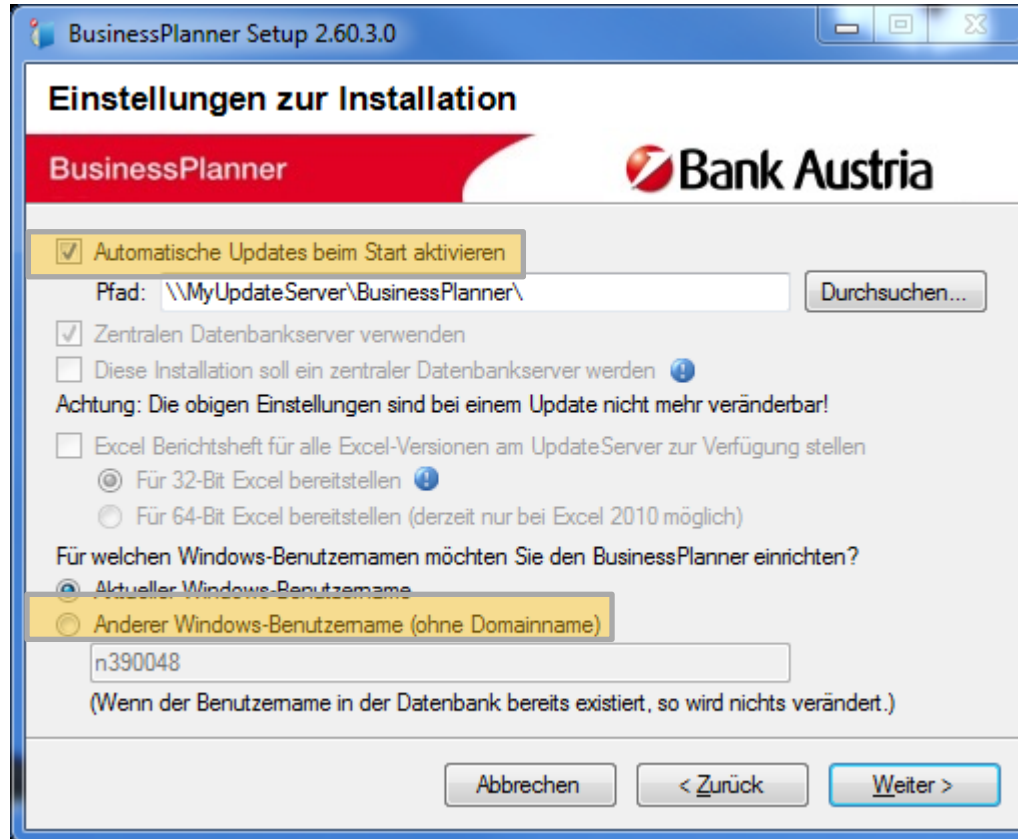 BusinessPlanner Setup 2.60.3.0
Einstellungen zur Installation
BusinessPlanner
Bank Austria
Automatische Updates beim Start aktivieren
Pfad: \\MyUpdateServer\BusinessPlanner\ Durchsuchen...
Zentralen Datenbankserver verwenden
Diese Installation soll ein zentraler Datenbankserver werden
Achtung: Die obigen Einstellungen sind bei einem Update nicht mehr veränderbar!
Excel Berichtsheft für alle Excel-Versionen am UpdateServer zur Verfügung stellen
Für 32-Bit Excel bereitstellen
Für 64-Bit Excel bereitstellen (derzeit nur bei Excel 2010 möglich)
Für welchen Windows-Benutzernamen möchten Sie den BusinessPlanner einrichten?
Aktueller Windows-Benutzername
Anderer Windows-Benutzername (ohne Domainname)
n390048
(Wenn der Benutzername in der Datenbank bereits existiert, so wird nichts verändert.)
Abbrechen < Zurück Weiter >